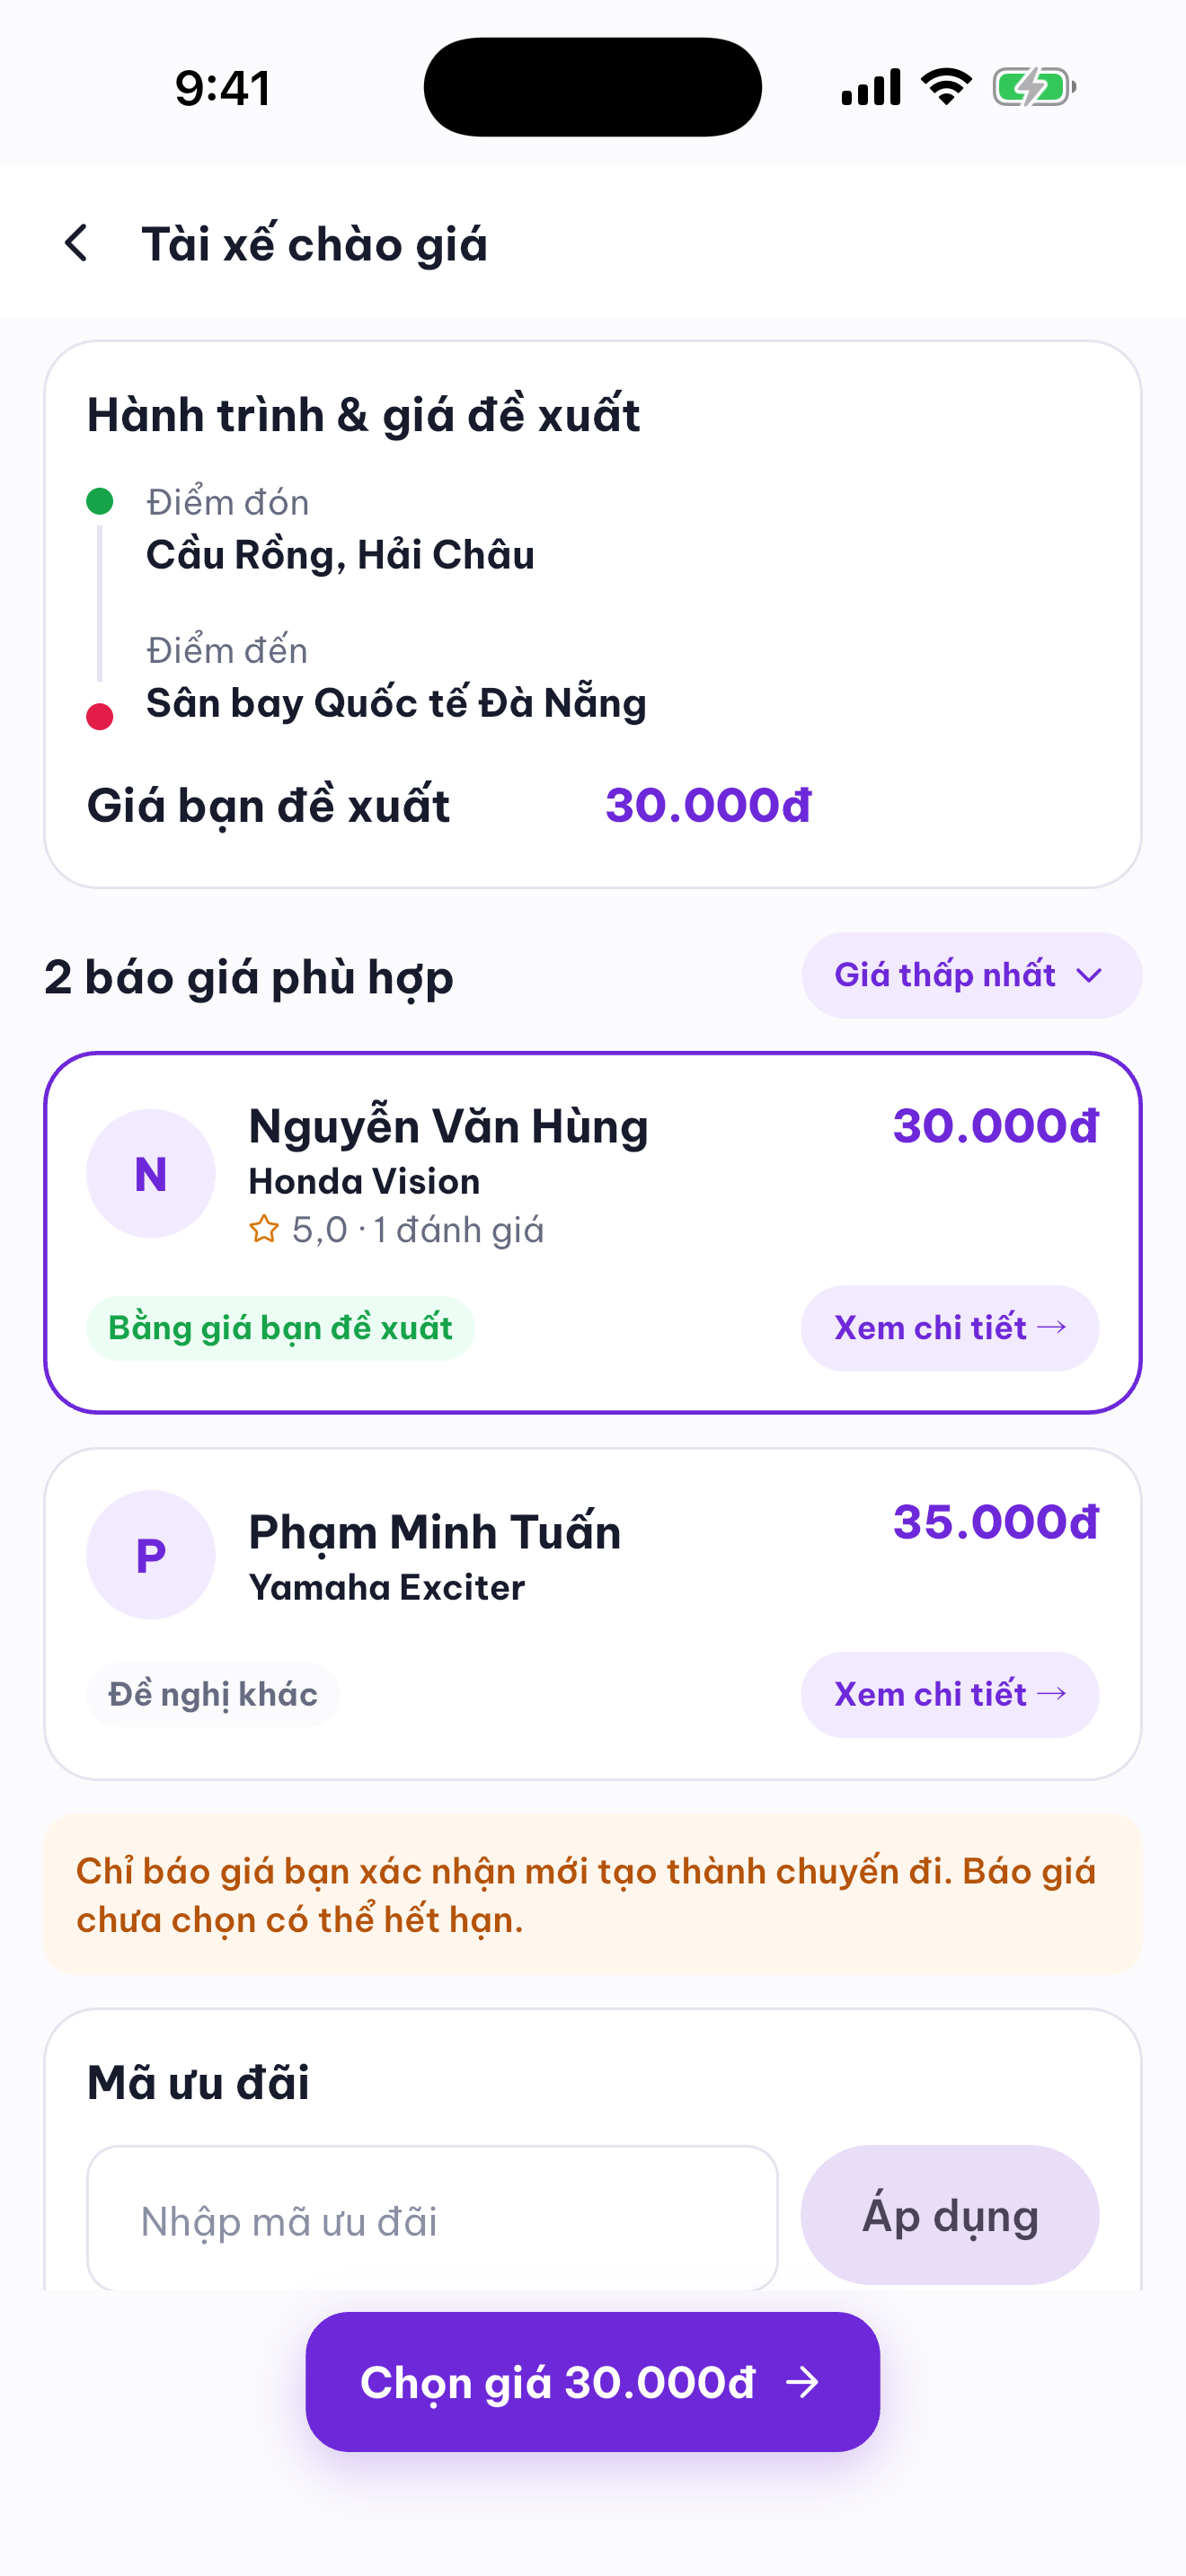 9:41
Tài xế chào giá
Hành trình & giá đề xuất
Điểm đón
Cầu Rồng, Hải Châu
Điểm đến
Sân bay Quốc tế Đà Nẵng
Giá bạn đề xuất 30.000đ
2 báo giá phù hợp Giá thấp nhất
N
Nguyễn Văn Hùng 30.000đ
Honda Vision
5,0 · 1 đánh giá
Bằng giá bạn đề xuất Xem chi tiết →
P
Phạm Minh Tuấn 35.000đ
Yamaha Exciter
Đề nghị khác Xem chi tiết →
Chỉ báo giá bạn xác nhận mới tạo thành chuyến đi. Báo giá
chưa chọn có thể hết hạn.
Mã ưu đãi
Nhập mã ưu đãi Áp dụng
Chọn giá 30.000đ →